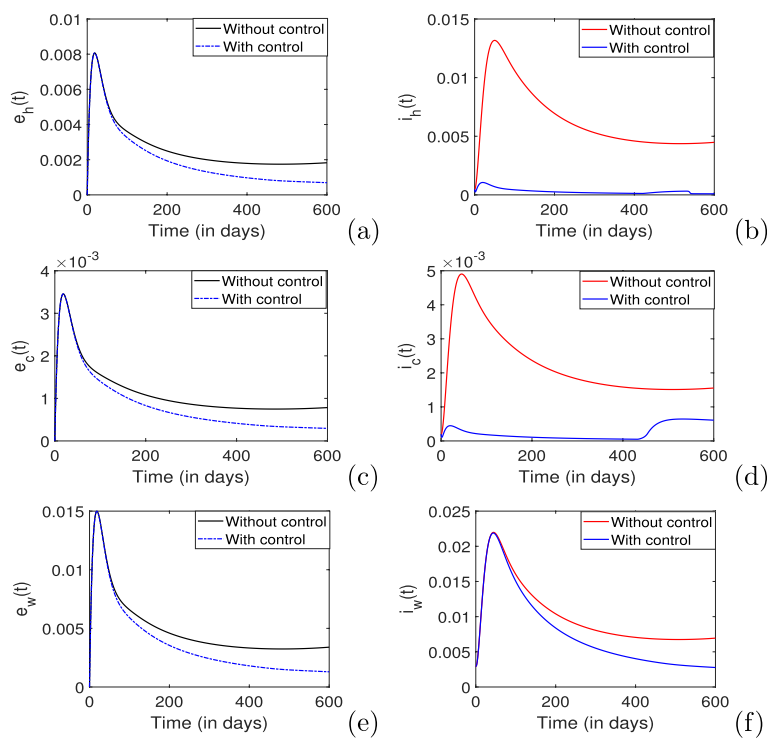 0.01
0.008
0.006
0.004
0.002
0
e_h(t)
Without control
With control
0 200 400 600
Time (in days)
(a)
0.015
0.01
0.005
0
i_h(t)
Without control
With control
0 200 400 600
Time (in days)
(b)
×10^-3
4
3
2
1
0
e_c(t)
Without control
With control
0 200 400 600
Time (in days)
(c)
×10^-3
5
4
3
2
1
0
i_c(t)
Without control
With control
0 200 400 600
Time (in days)
(d)
0.015
0.01
0.005
0
e_w(t)
Without control
With control
0 200 400 600
Time (in days)
(e)
0.025
0.02
0.015
0.01
0.005
0
i_w(t)
Without control
With control
0 200 400 600
Time (in days)
(f)